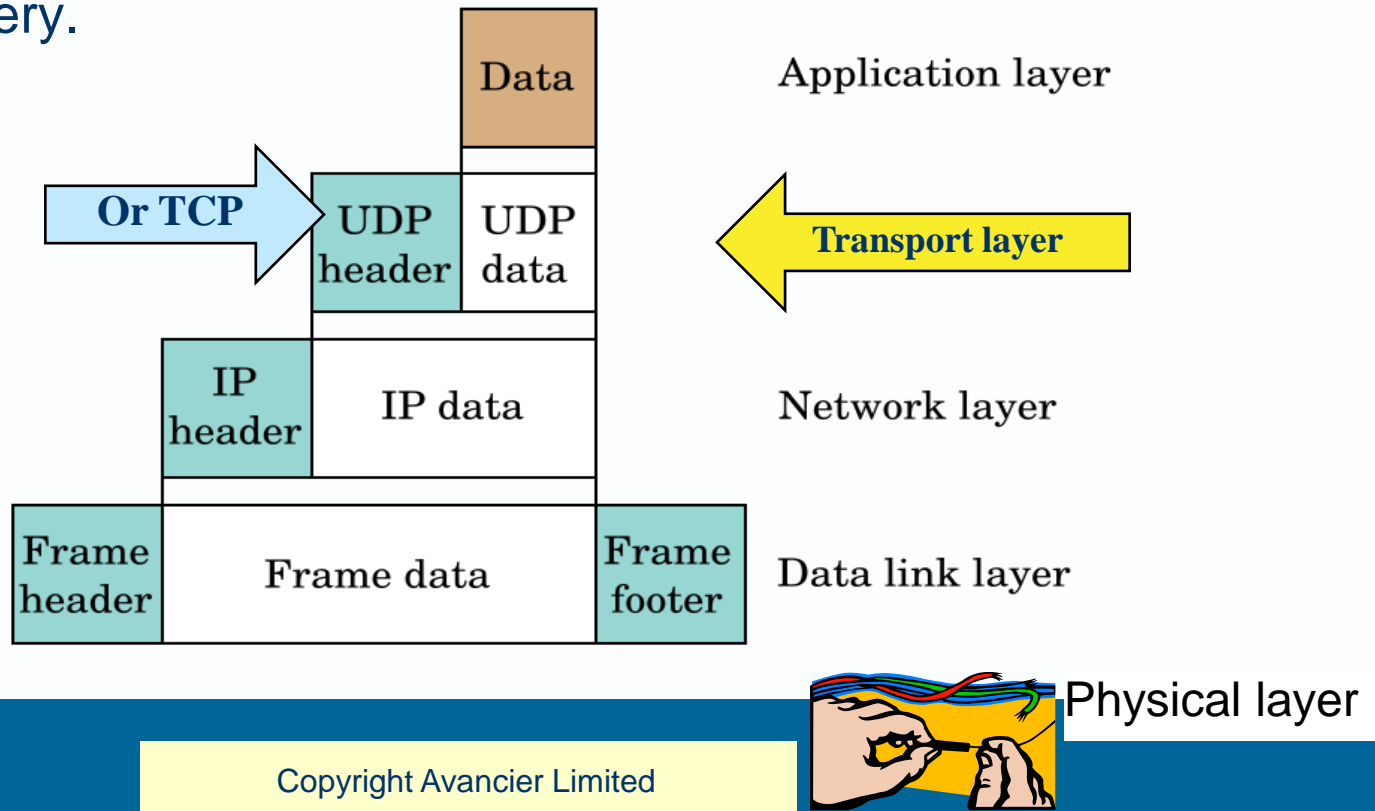 ery.
Data
Application layer
Or TCP
UDP
header
UDP
data
Transport layer
IP
header
IP data
Network layer
Frame
header
Frame data
Frame
footer
Data link layer
Physical layer
Copyright Avancier Limited